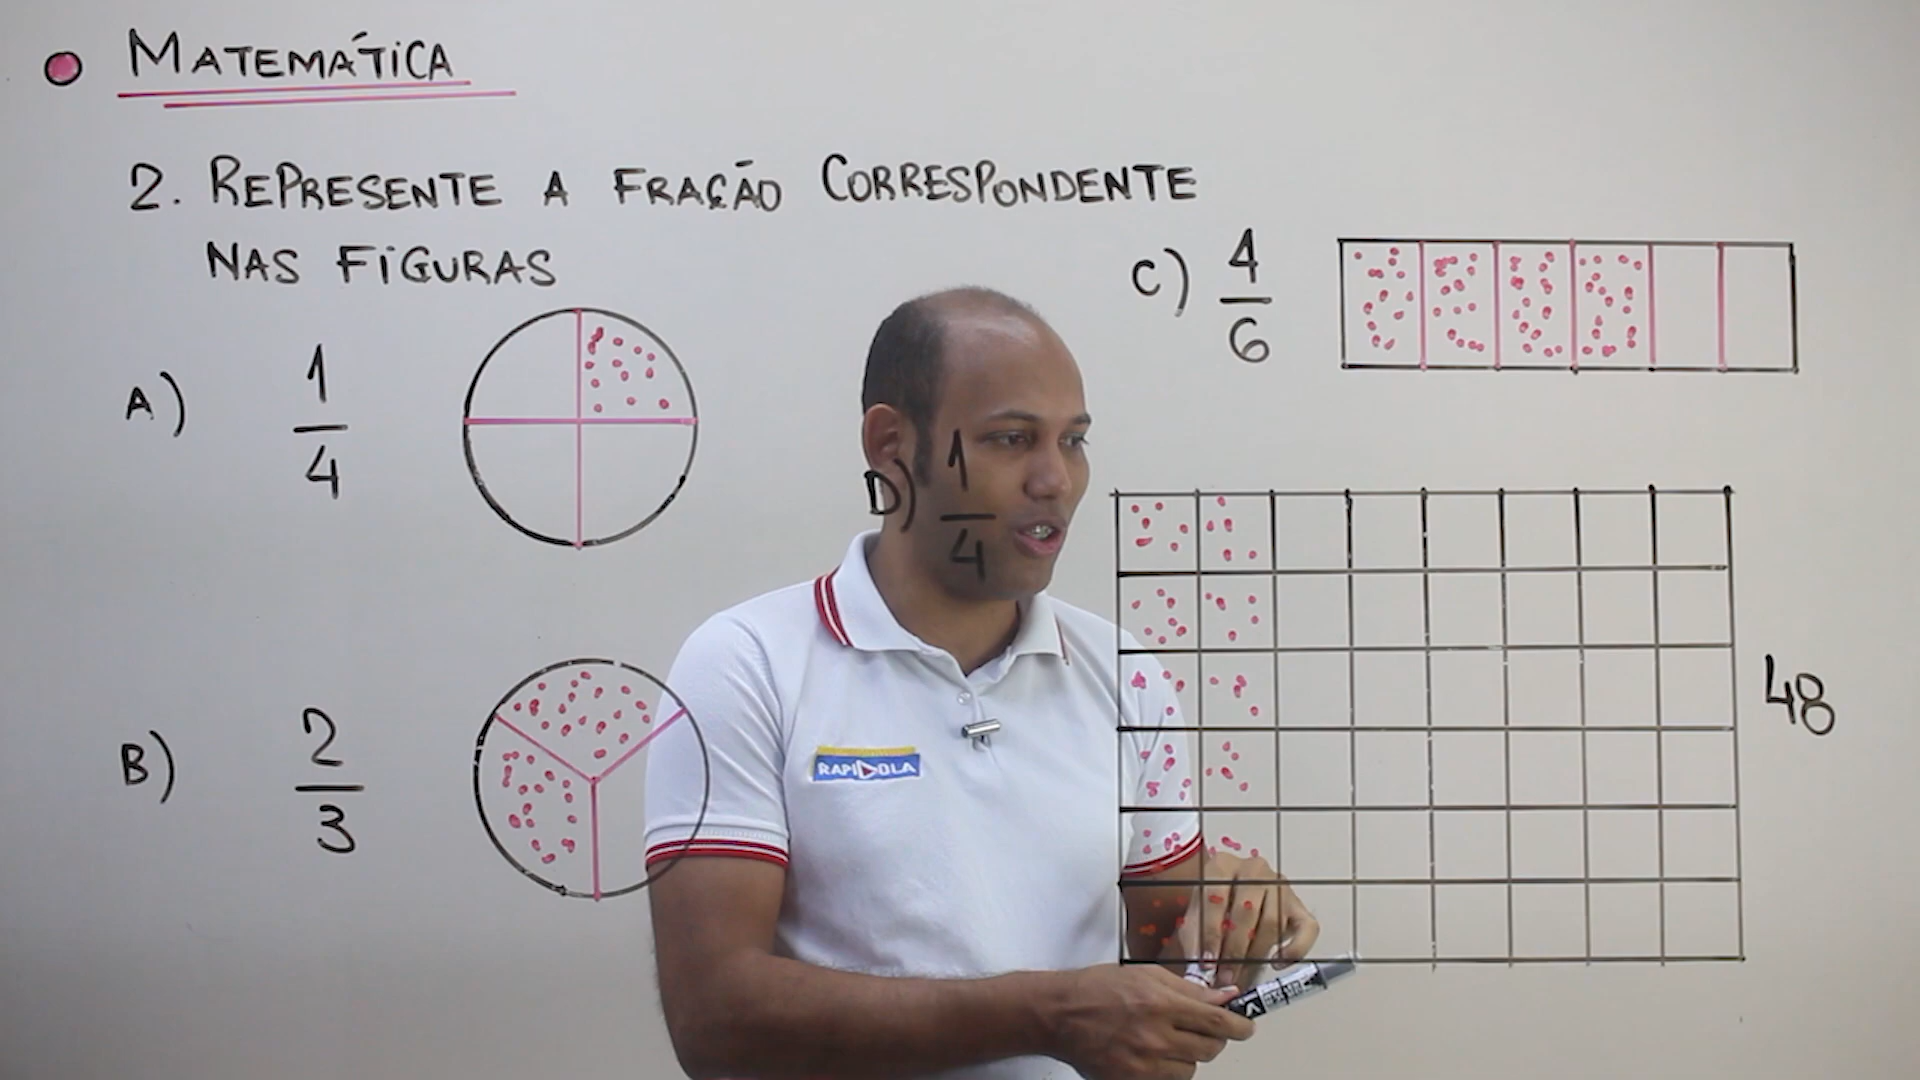 MATEMÁTICA
2. REPRESENTE A FRAÇÃO CORRESPONDENTE
NAS FIGURAS
A) 1
4
B) 2
3
C) 4
6
D) 1
4
48
RAPIDOLA